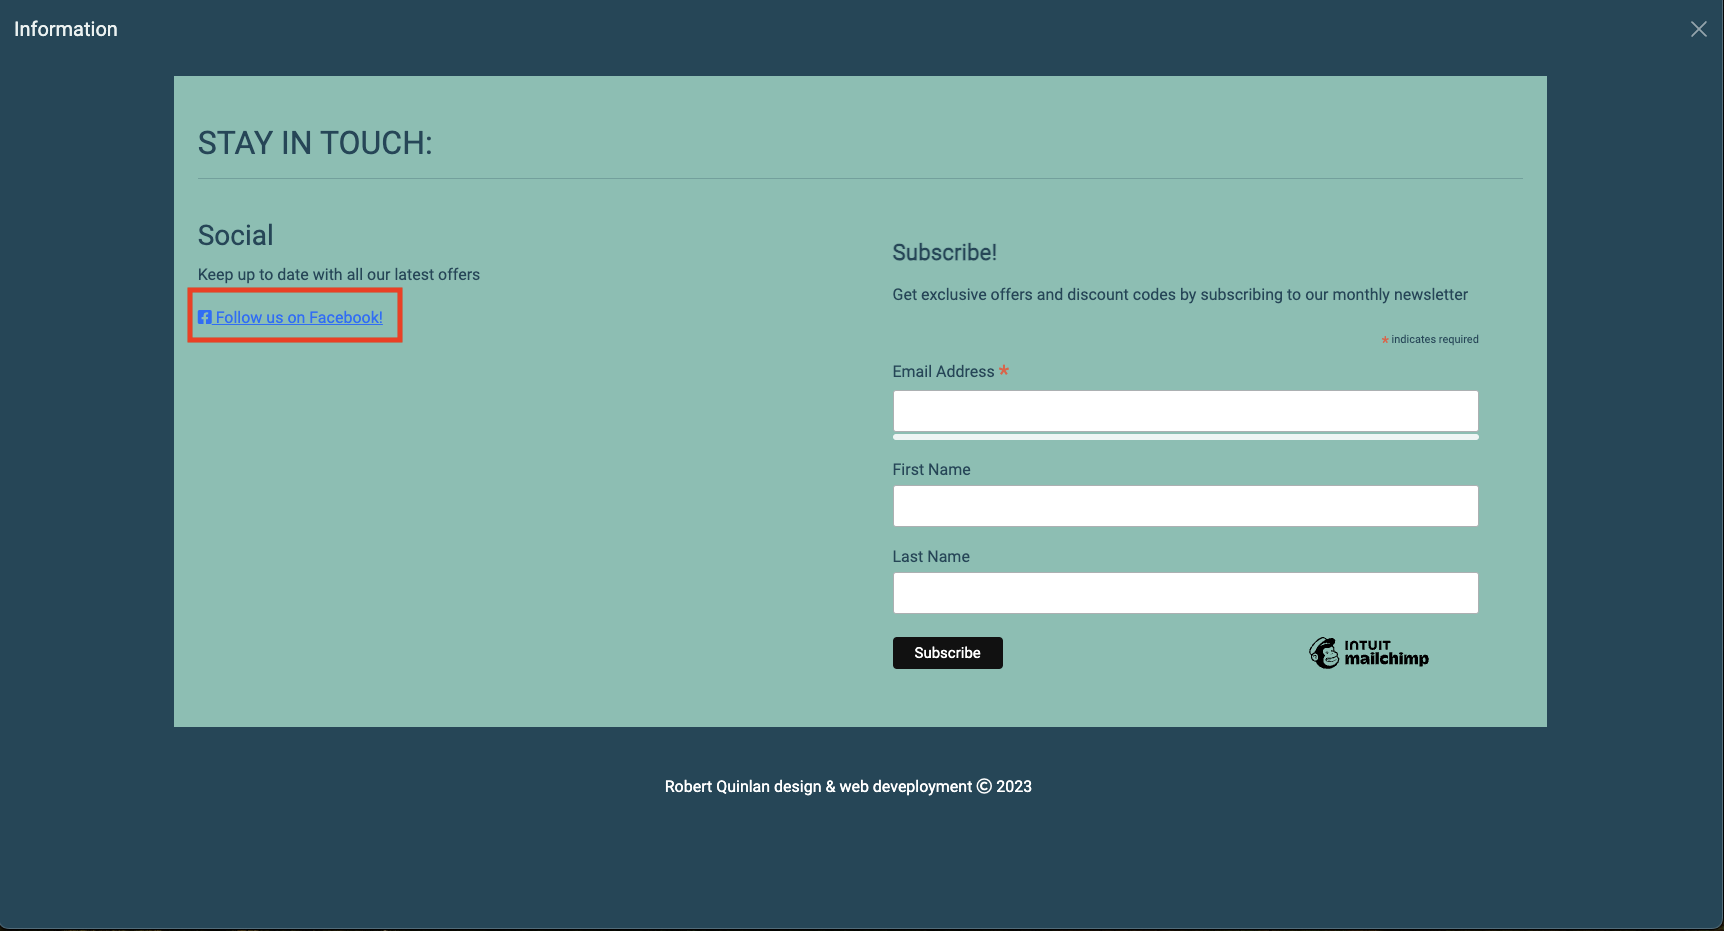 Information
STAY IN TOUCH:
Social
Keep up to date with all our latest offers
Follow us on Facebook!
Subscribe!
Get exclusive offers and discount codes by subscribing to our monthly newsletter
* indicates required
Email Address *
First Name
Last Name
Subscribe
INTUIT
mailchimp
Robert Quinlan design & web deveployment © 2023